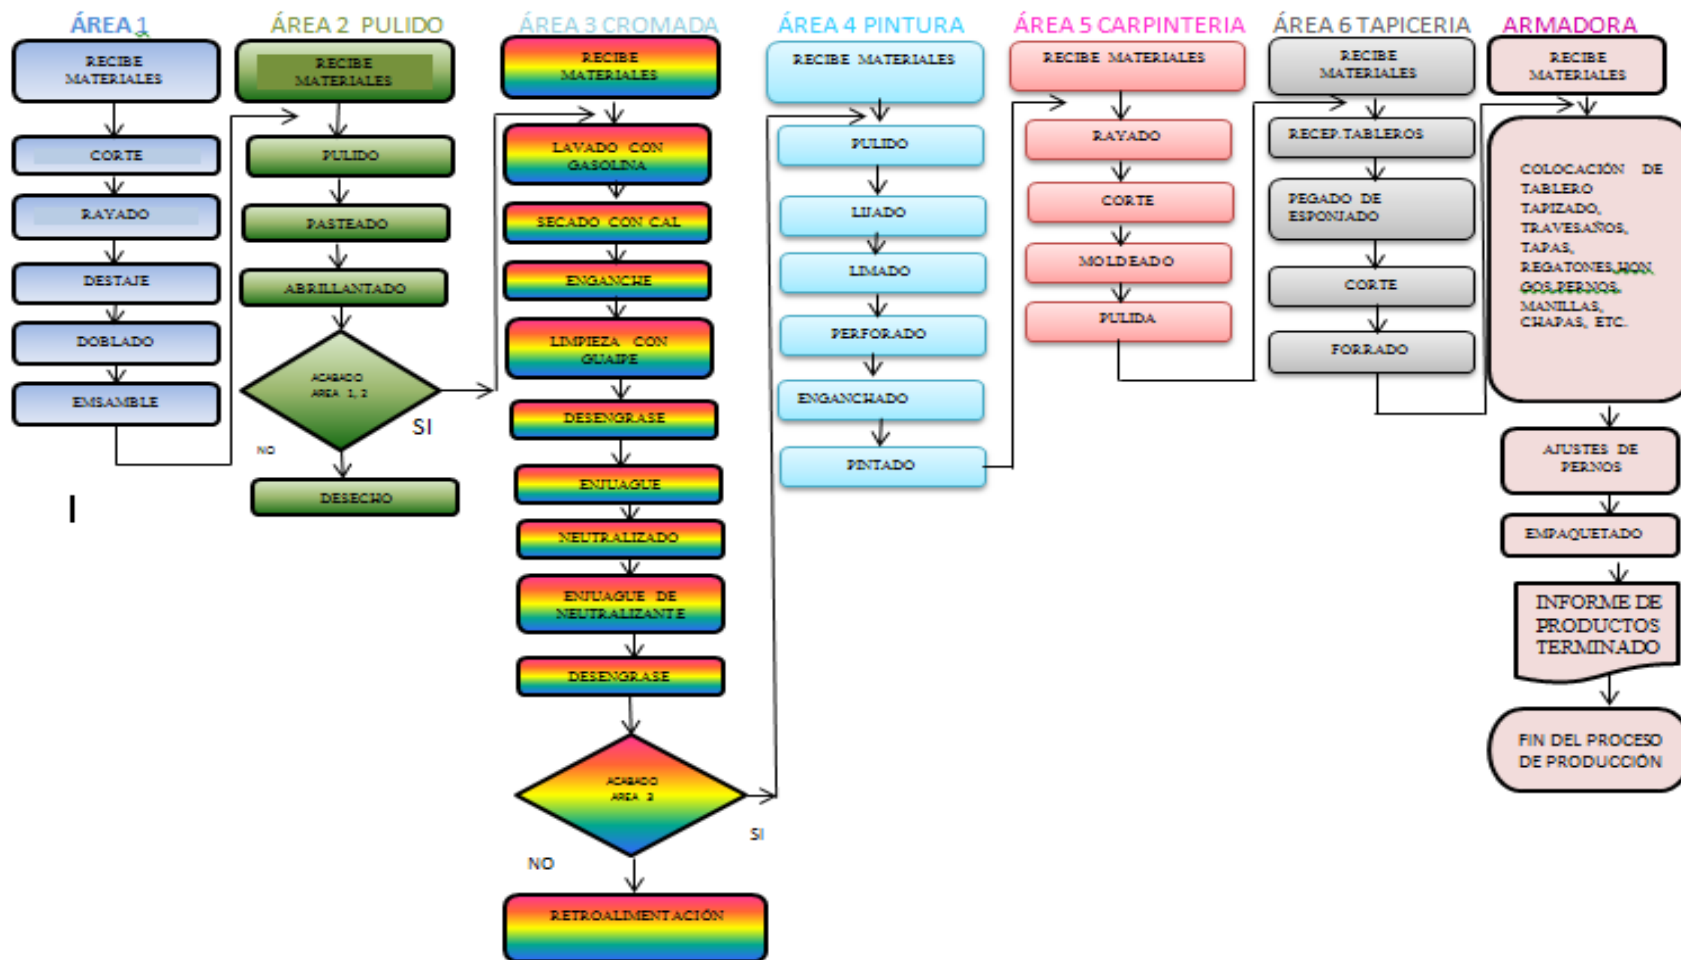 ÁREA 1
RECIBE
MATERIALES
CORTE
RAYADO
DESTAJE
DOBLADO
EMSAMBLE
ÁREA 2 PULIDO
RECIBE
MATERIALES
PULIDO
PASTEADO
ABRILLANTADO
ACABADO
AREA 1, 2
SI
NO
DESECHO
ÁREA 3 CROMADA
RECIBE
MATERIALES
LAVADO CON
GASOLINA
SECADO CON CAL
ENGANCHE
LIMPIEZA CON
GUAIPE
DESENGRASE
ENJUAGUE
NEUTRALIZADO
ENJUAGUE DE
NEUTRALIZANTE
DESENGRASE
ACABADO
AREA 3
SI
NO
RETROALIMENTACIÓN
ÁREA 4 PINTURA
RECIBE MATERIALES
PULIDO
LIJADO
LIMADO
PERFORADO
ENGANCHADO
PINTADO
ÁREA 5 CARPINTERIA
RECIBE MATERIALES
RAYADO
CORTE
MOLDEADO
PULIDA
ÁREA 6 TAPICERIA
RECIBE
MATERIALES
RECEP.TABLEROS
PEGADO DE
ESPONJADO
CORTE
FORRADO
ARMADORA
RECIBE
MATERIALES
COLOCACIÓN DE
TABLERO
TAPIZADO,
TRAVESAÑOS,
TAPAS,
REGATONES,HON
GOS,PERNOS,
MANILLAS,
CHAPAS, ETC.
AJUSTES DE
PERNOS
EMPAQUETADO
INFORME DE
PRODUCTOS
TERMINADO
FIN DEL PROCESO
DE PRODUCCIÓN